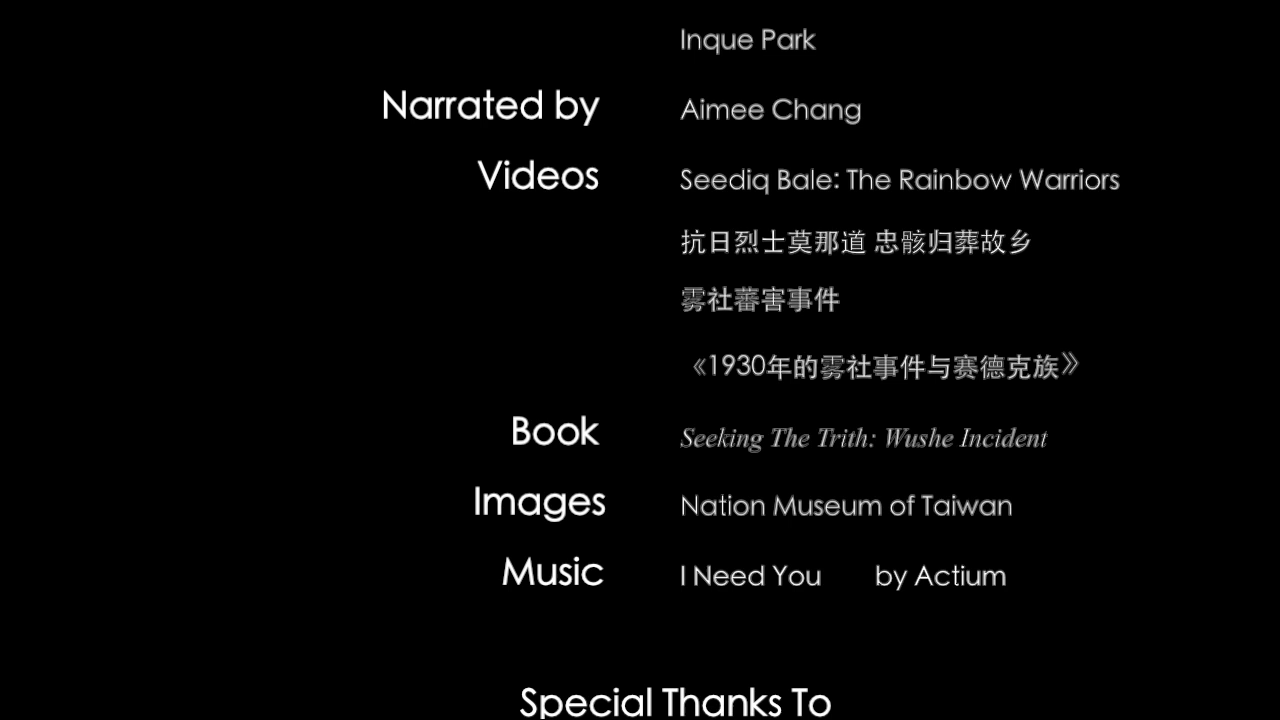 Inque Park
Narrated by Aimee Chang
Videos Seediq Bale: The Rainbow Warriors
抗日烈士莫那道 忠骸归葬故乡
雾社蕃害事件
《1930年的雾社事件与赛德克族》
Book Seeking The Trith: Wushe Incident
Images Nation Museum of Taiwan
Music I Need You by Actium
Special Thanks To